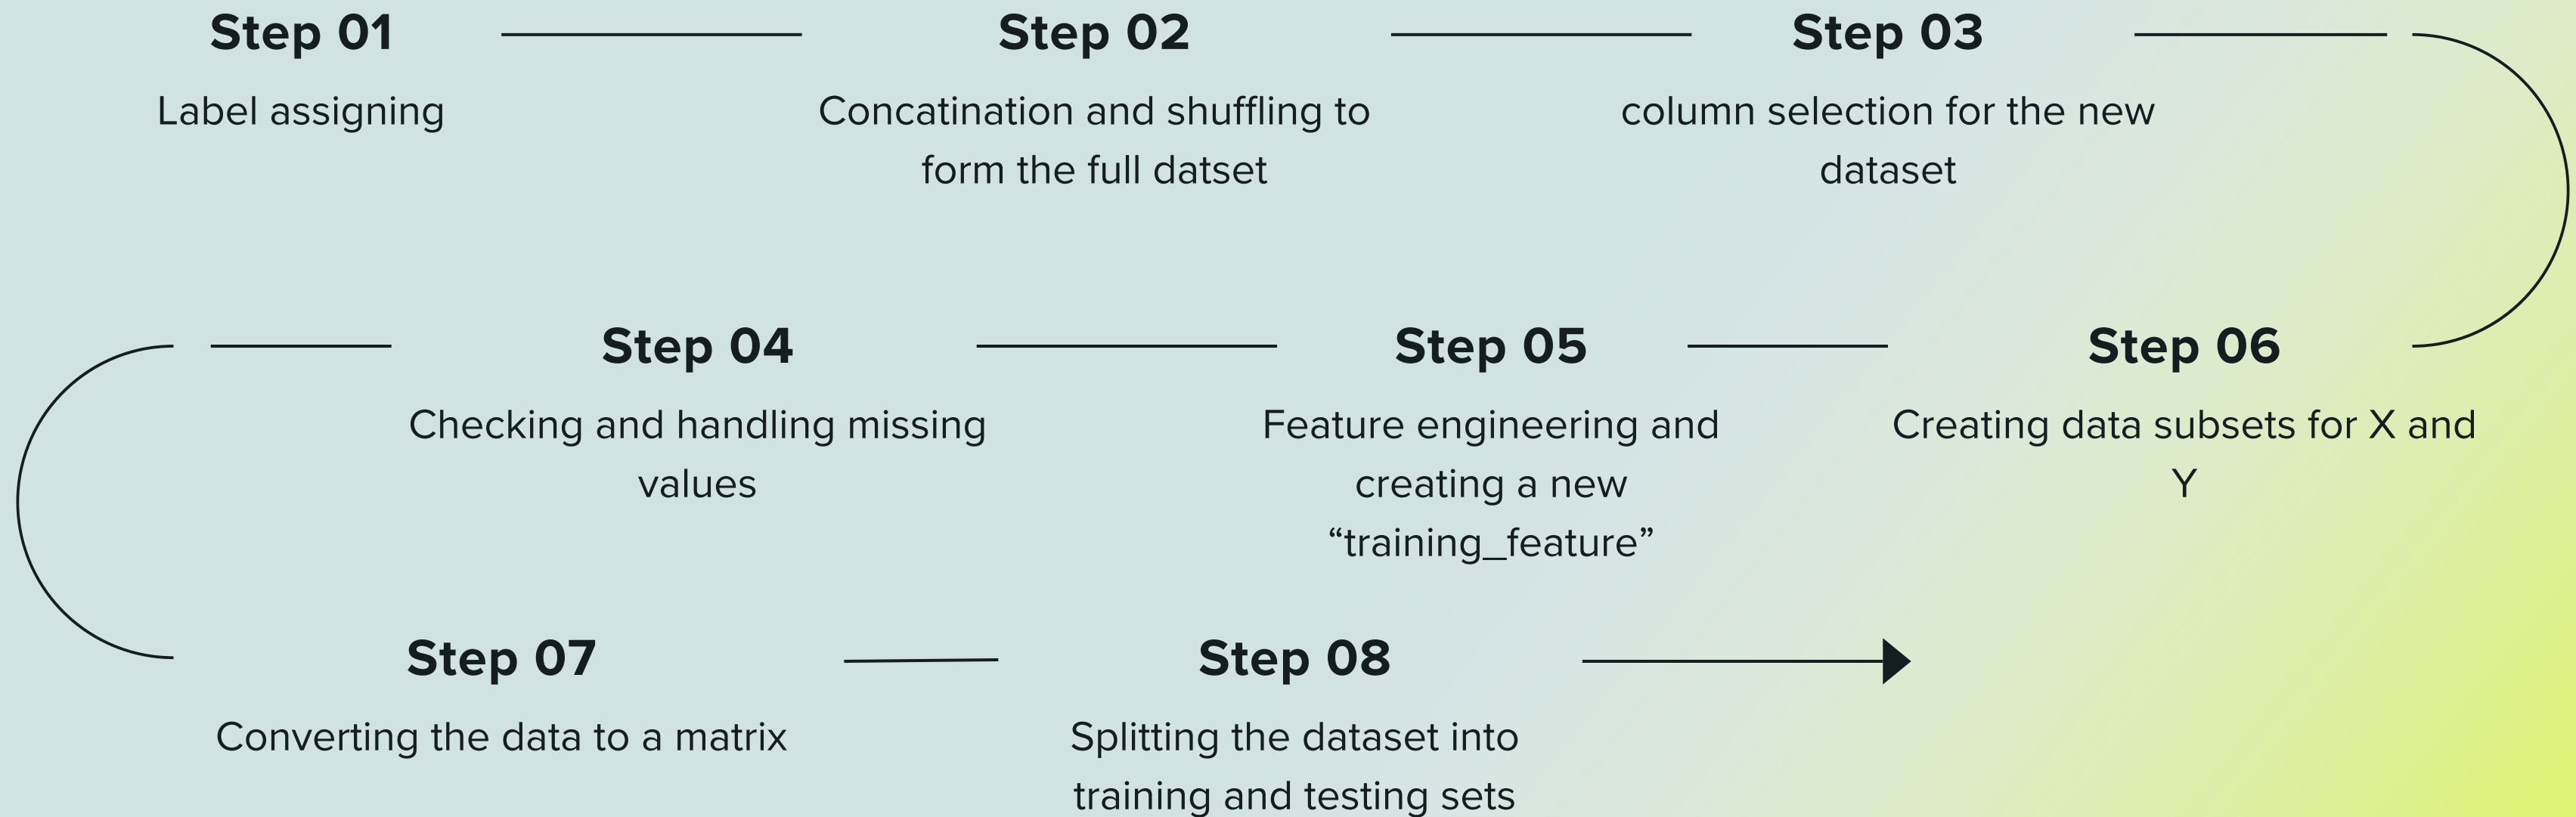 Step 01
Label assigning
Step 02
Concatination and shuffling to
form the full datset
Step 03
column selection for the new
dataset
Step 04
Checking and handling missing
values
Step 05
Feature engineering and
creating a new
“training_feature”
Step 06
Creating data subsets for X and
Y
Step 07
Converting the data to a matrix
Step 08
Splitting the dataset into
training and testing sets